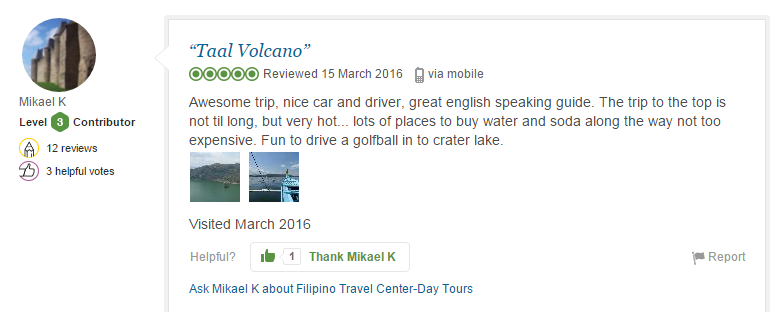 “Taal Volcano”
Reviewed 15 March 2016 via mobile
Mikael K
Level 3 Contributor
12 reviews
3 helpful votes
Awesome trip, nice car and driver, great english speaking guide. The trip to the top is
not til long, but very hot... lots of places to buy water and soda along the way not too
expensive. Fun to drive a golfball in to crater lake.
Visited March 2016
Helpful? 1 Thank Mikael K Report
Ask Mikael K about Filipino Travel Center-Day Tours